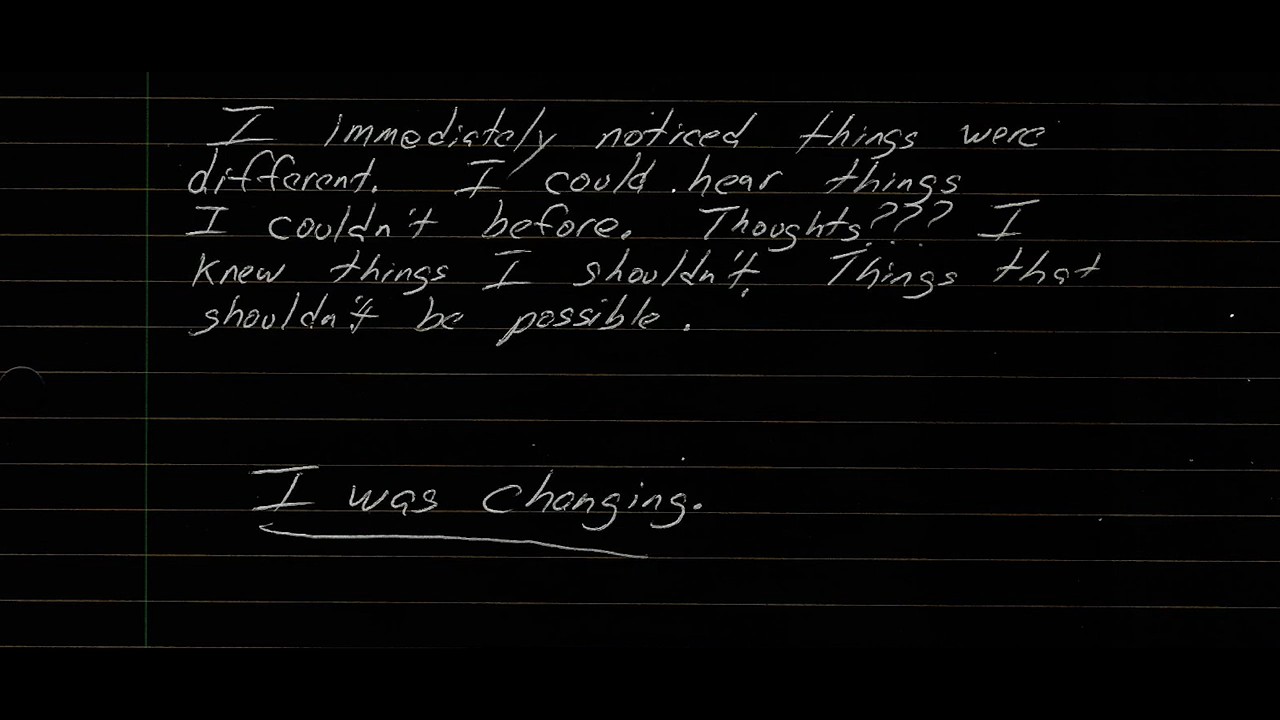 I immediately noticed things were
different. I could hear things
I couldn't before. Thoughts??? I
knew things I shouldn't. Things that
shouldn't be possible.
I was changing.